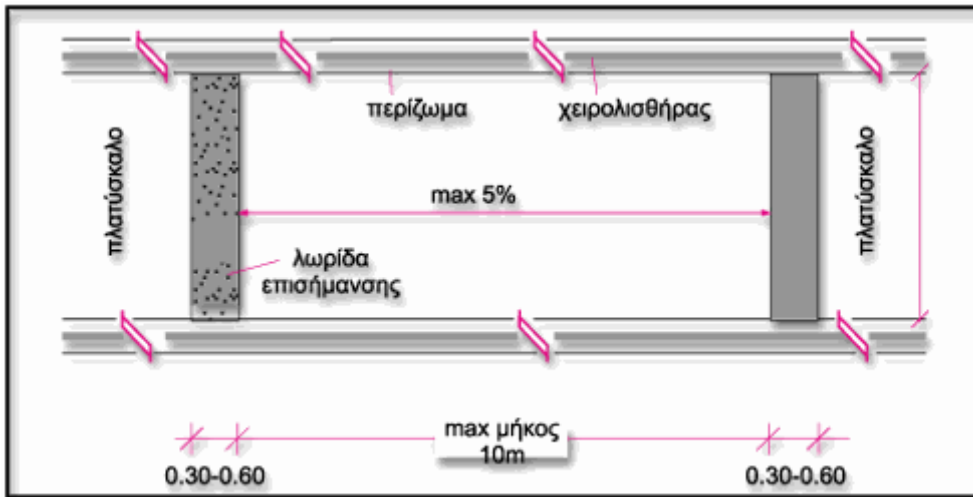 περίζωμα
χειρολισθήρας
πλατύσκαλο
max 5%
πλατύσκαλο
λωρίδα
επισήμανσης
max μήκος
10m
0.30-0.60
0.30-0.60